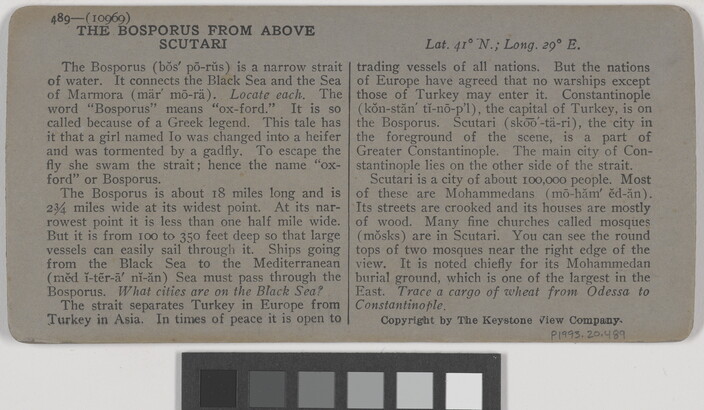 489—(10969)
THE BOSPORUS FROM ABOVE
SCUTARI
The Bosporus (bŏs′ pō-rŭs) is a narrow strait
of water. It connects the Black Sea and the Sea
of Marmora (mär′ mō-rȧ). Locate each. The
word "Bosporus" means "ox-ford." It is so
called because of a Greek legend. This tale has
it that a girl named Io was changed into a heifer
and was tormented by a gadfly. To escape the
fly she swam the strait; hence the name "ox-
ford" or Bosporus.
The Bosporus is about 18 miles long and is
2¾ miles wide at its widest point. At its nar-
rowest point it is less than one half mile wide.
But it is from 100 to 350 feet deep so that large
vessels can easily sail through it. Ships going
from the Black Sea to the Mediterranean
(mĕd ĭ-tĕr-ā′ nĭ-ăn) Sea must pass through the
Bosporus. What cities are on the Black Sea?
The strait separates Turkey in Europe from
Turkey in Asia. In times of peace it is open to
Lat. 41° N.; Long. 29° E.
trading vessels of all nations. But the nations
of Europe have agreed that no warships except
those of Turkey may enter it. Constantinople
(kŏn-stăn′ tĭ-nō-p'l), the capital of Turkey, is on
the Bosporus. Scutari (skōō′-tä-ri), the city in
the foreground of the scene, is a part of
Greater Constantinople. The main city of Con-
stantinople lies on the other side of the strait.
Scutari is a city of about 100,000 people. Most
of these are Mohammedans (mō-hăm′ ĕd-ăn).
Its streets are crooked and its houses are mostly
of wood. Many fine churches called mosques
(mŏsks) are in Scutari. You can see the round
tops of two mosques near the right edge of the
view. It is noted chiefly for its Mohammedan
burial ground, which is one of the largest in the
East. Trace a cargo of wheat from Odessa to
Constantinople.
Copyright by The Keystone View Company.
P1993.20.489